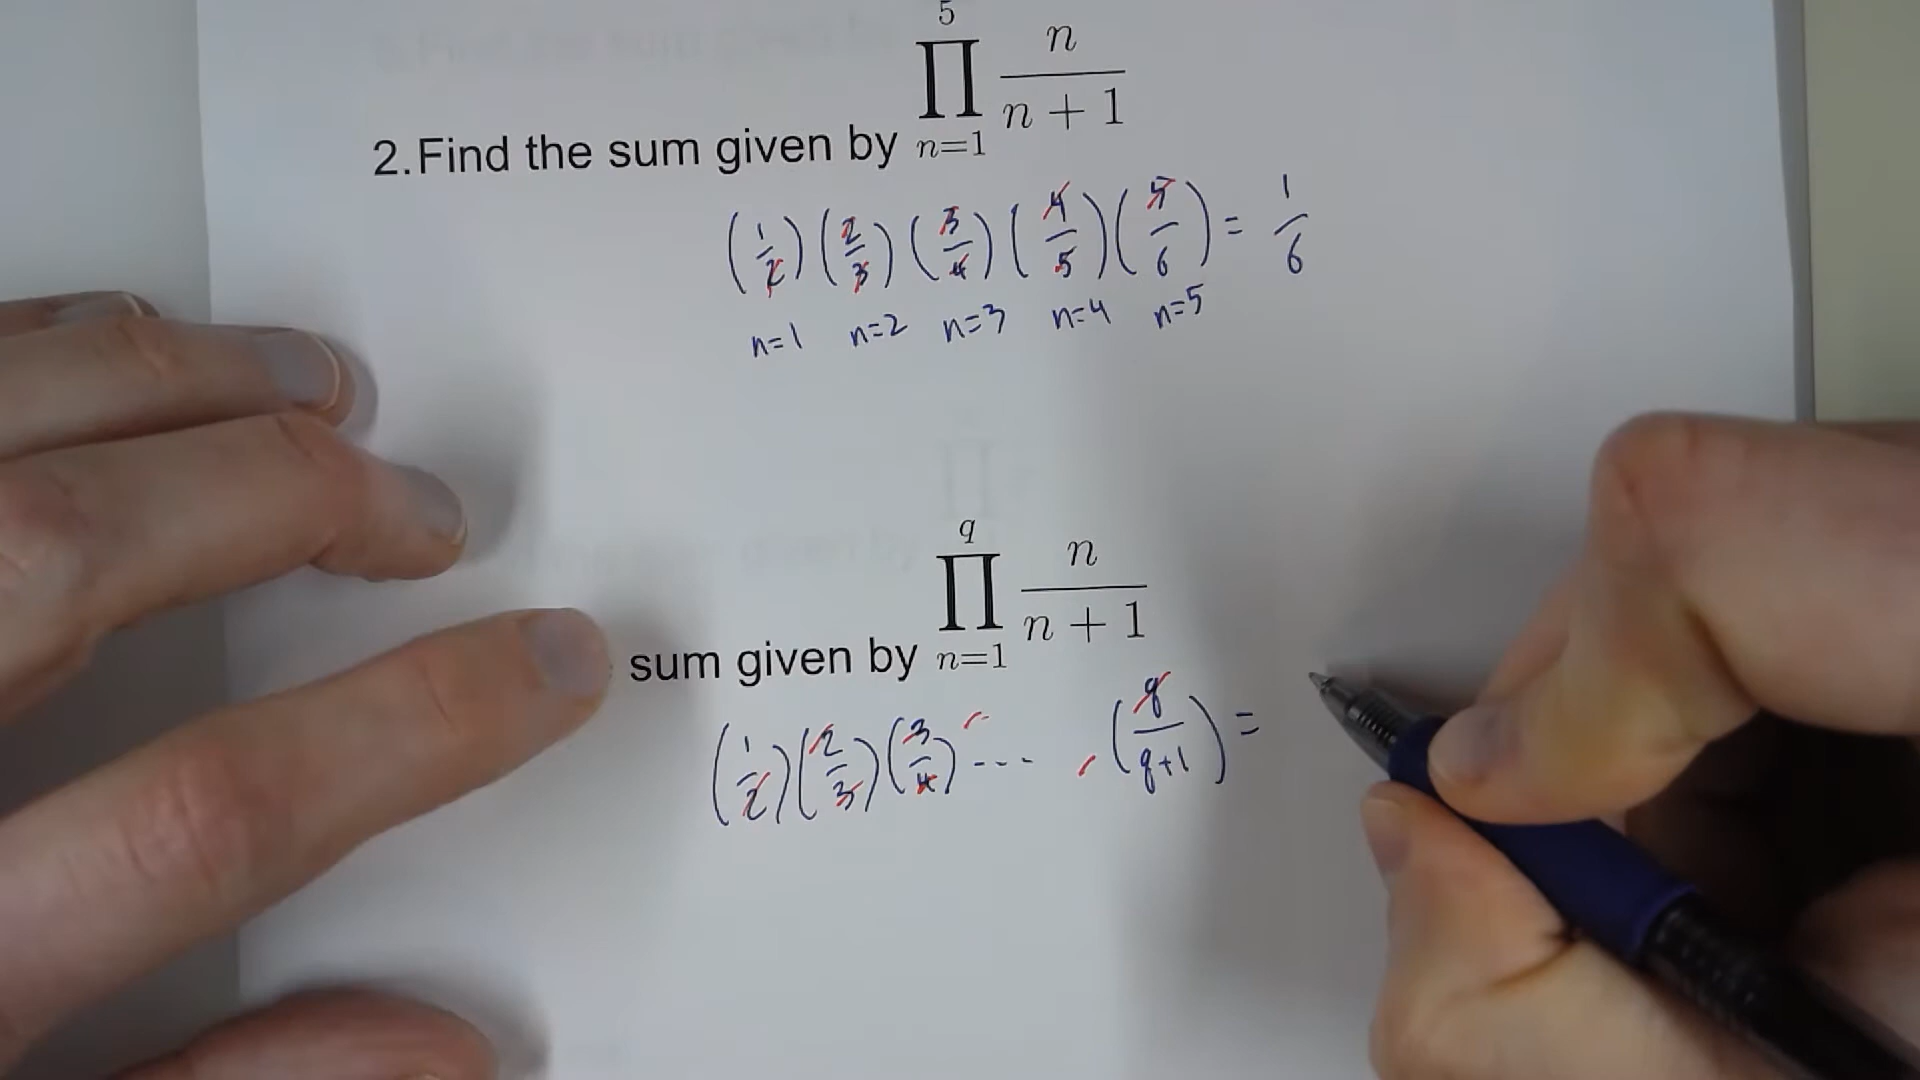 5
∏ n/(n + 1)
2. Find the sum given by n=1
(1/2)(2/3)(3/4)(4/5)(5/6) = 1/6
n=1 n=2 n=3 n=4 n=5
q
∏ n/(n + 1)
sum given by n=1
(1/2)(2/3)(3/4) --- (q/(q+1)) =